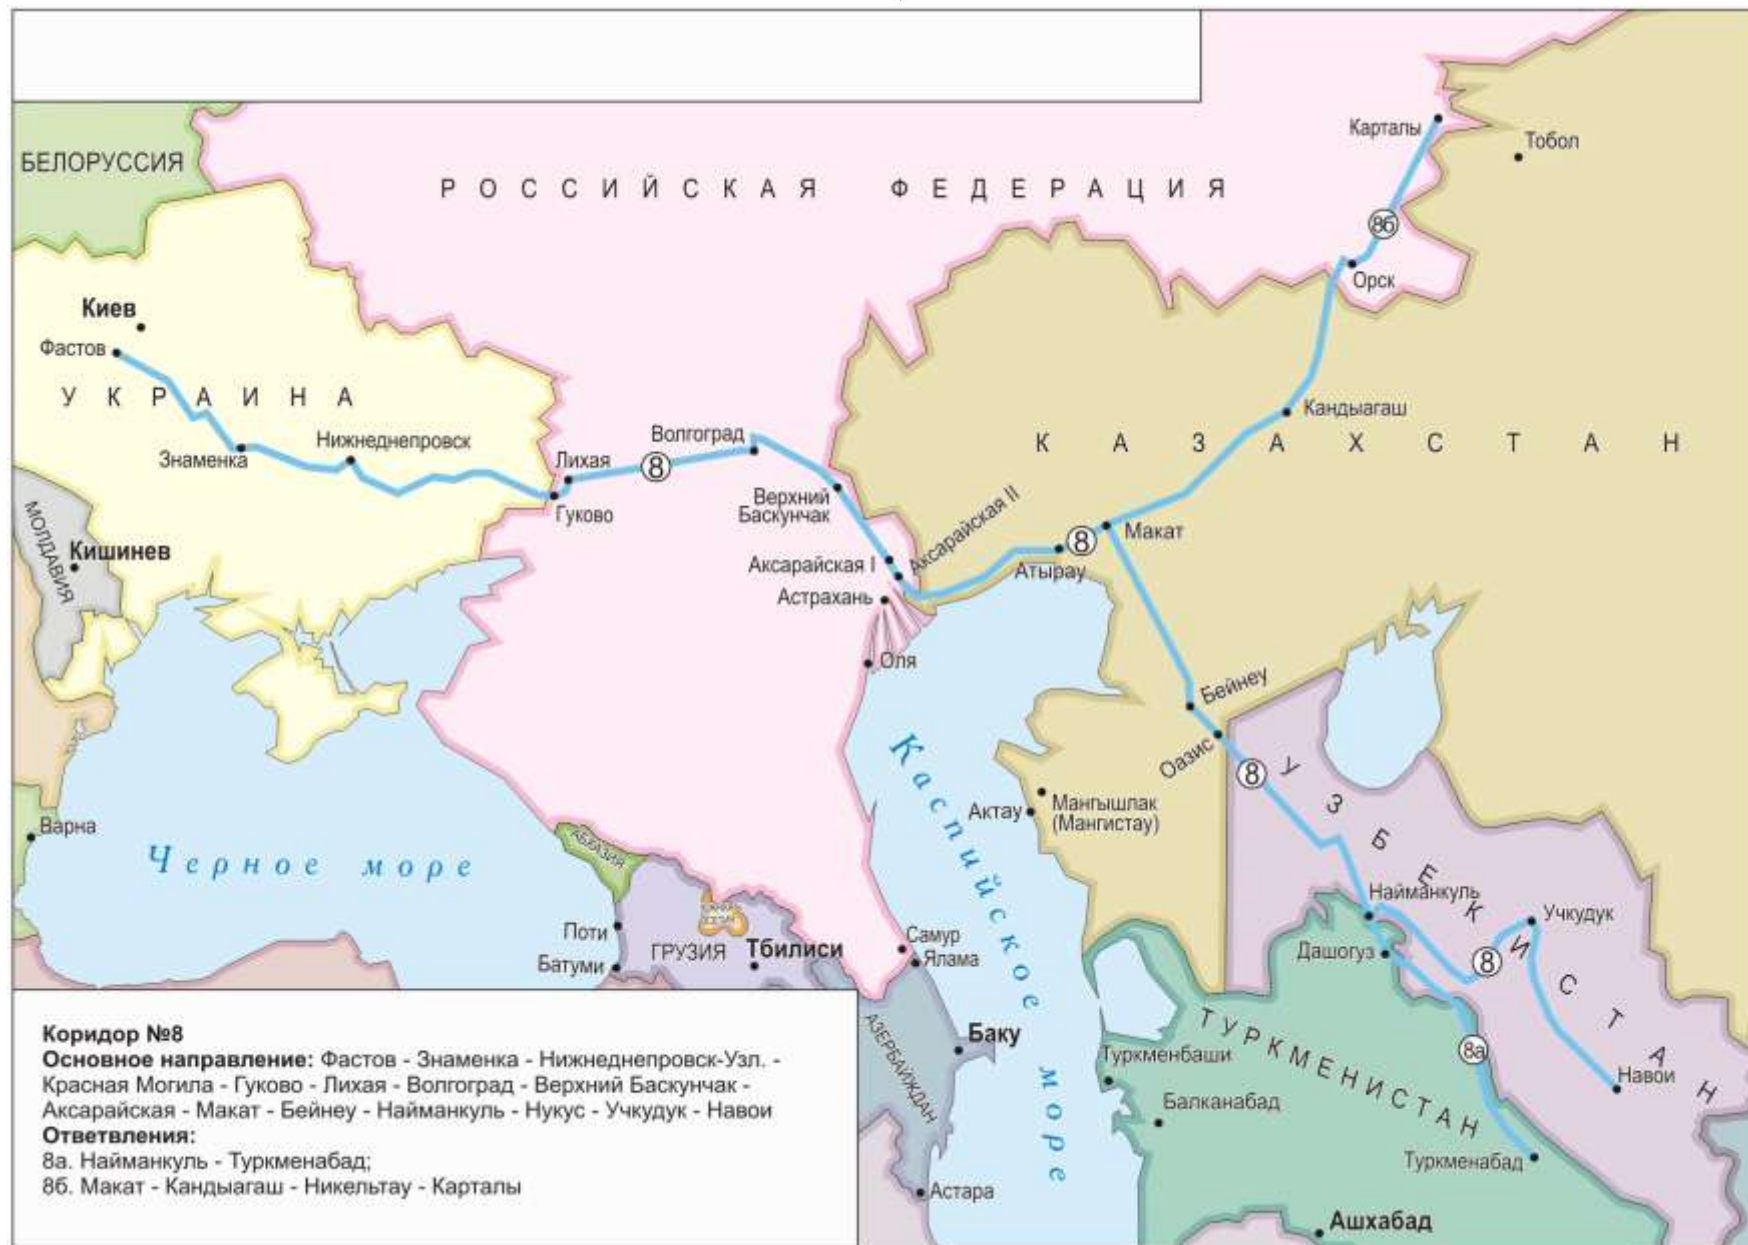 БЕЛОРУССИЯ
РОССИЙСКАЯ ФЕДЕРАЦИЯ
Карталы
Тобол
8б
Орск
Киев
Фастов
УКРАИНА
Знаменка
Нижнеднепровск
Лихая
Гуково
8
Волгоград
Верхний
Баскунчак
Аксарайская I
Аксарайская II
Астрахань
Оля
Кандыагаш
КАЗАХСТАН
8
Макат
Атырау
МОЛДАВИЯ
Кишинев
Бейнеу
Оазис
8
УЗБЕКИСТАН
Актау
Мангышлак
(Мангистау)
Каспийское море
Варна
Черное море
АБХАЗИЯ
Поти
Батуми
ГРУЗИЯ
Тбилиси
Самур
Ялама
Найманкуль
Учкудук
Дашогуз
8
8а
Навои
ТУРКМЕНИСТАН
Туркменбаши
Балканабад
Туркменабад
Ашхабад
АЗЕРБАЙЖДАН
Баку
Астара
Коридор №8
Основное направление: Фастов - Знаменка - Нижнеднепровск-Узл. -
Красная Могила - Гуково - Лихая - Волгоград - Верхний Баскунчак -
Аксарайская - Макат - Бейнеу - Найманкуль - Нукус - Учкудук - Навои
Ответвления:
8а. Найманкуль - Туркменабад;
8б. Макат - Кандыагаш - Никельтау - Карталы